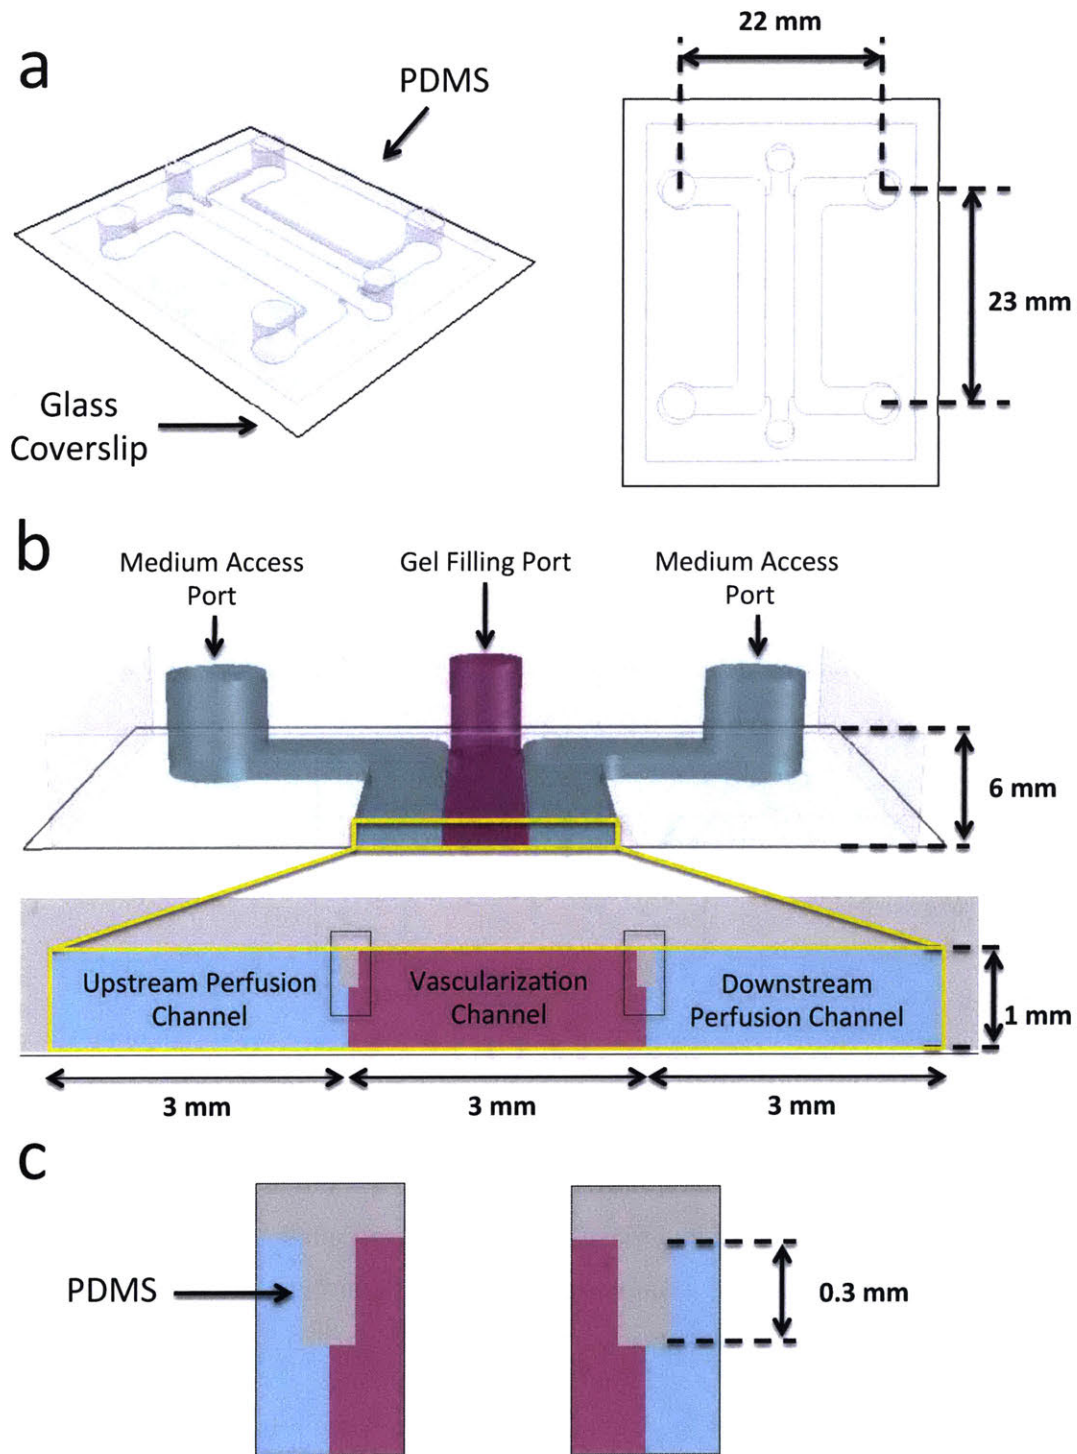 a
PDMS
Glass
Coverslip
22 mm
23 mm
b
Medium Access
Port
Gel Filling Port
Medium Access
Port
6 mm
Upstream Perfusion
Channel
Vascularization
Channel
Downstream
Perfusion Channel
1 mm
3 mm
3 mm
3 mm
c
PDMS
0.3 mm